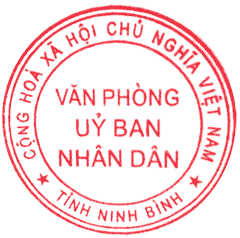 CỘNG HOÀ XÃ HỘI CHỦ NGHĨA VIỆT NAM
VĂN PHÒNG
UỶ BAN
NHÂN DÂN
★ TỈNH NINH BÌNH ★